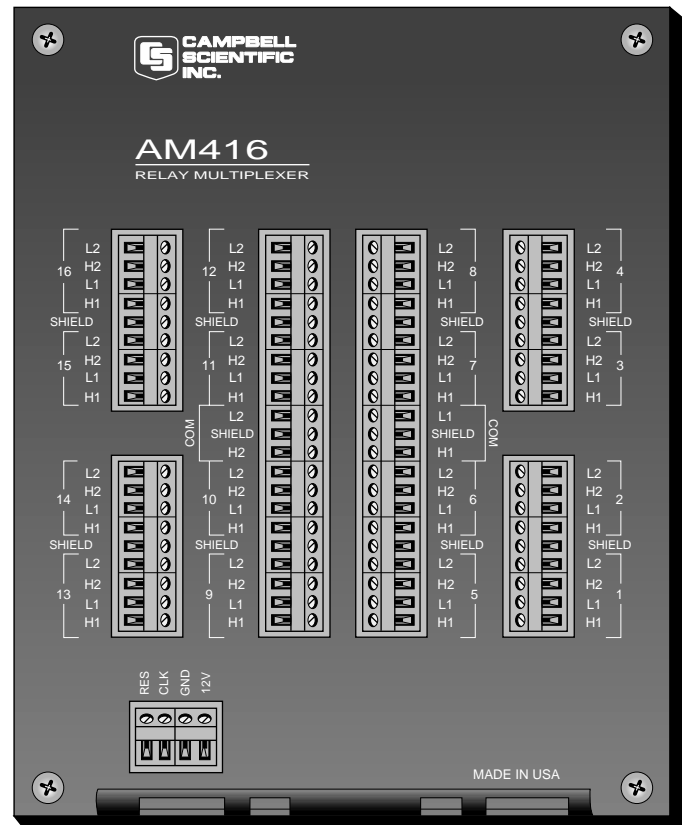 CAMPBELL
SCIENTIFIC
INC.
AM416
RELAY MULTIPLEXER
16
L2
H2
L1
H1
SHIELD
15
L2
H2
L1
H1
14
L2
H2
L1
H1
SHIELD
13
L2
H2
L1
H1
12
L2
H2
L1
H1
SHIELD
11
L2
H2
L1
H1
COM
L2
SHIELD
H2
10
L2
H2
L1
H1
SHIELD
9
L2
H2
L1
H1
L2
H2
L1
H1
8
SHIELD
L2
H2
L1
H1
7
L1
SHIELD
H1
COM
L2
H2
L1
H1
6
SHIELD
L2
H2
L1
H1
5
L2
H2
L1
H1
4
SHIELD
L2
H2
L1
H1
3
L2
H2
L1
H1
2
SHIELD
L2
H2
L1
H1
1
RES
CLK
GND
12V
MADE IN USA